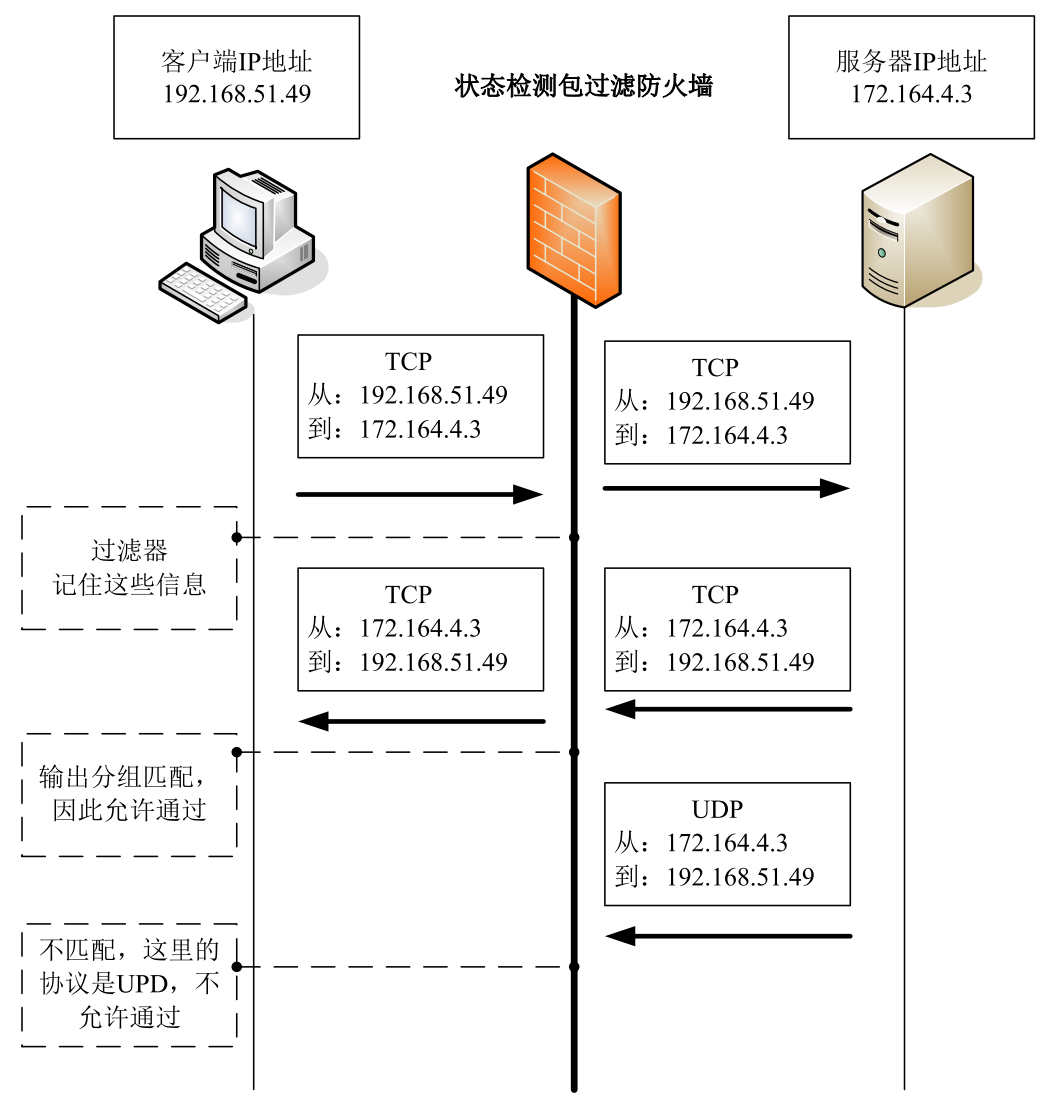 客户端IP地址
192.168.51.49
状态检测包过滤防火墙
服务器IP地址
172.164.4.3
TCP
从：192.168.51.49
到：172.164.4.3
TCP
从：192.168.51.49
到：172.164.4.3
过滤器
记住这些信息
TCP
从：172.164.4.3
到：192.168.51.49
TCP
从：172.164.4.3
到：192.168.51.49
输出分组匹配，
因此允许通过
UDP
从：172.164.4.3
到：192.168.51.49
不匹配，这里的
协议是UPD，不
允许通过